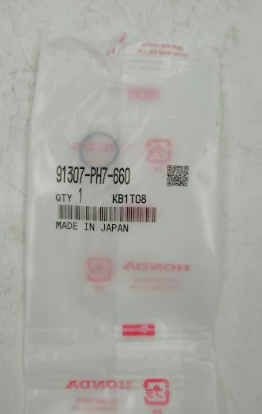 91307-PH7-660
QTY 1 KB1T08
MADE IN JAPAN
HONDA
HONDA